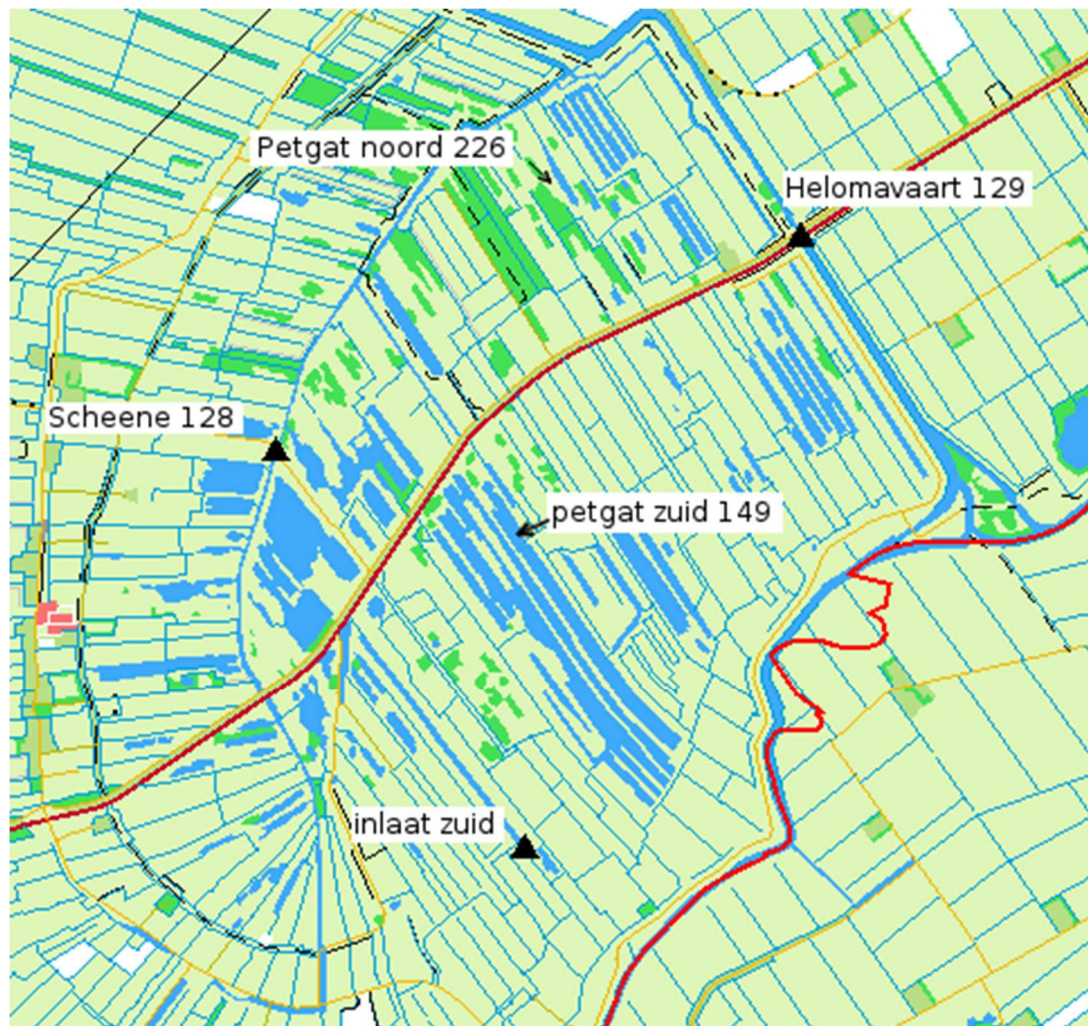 Petgat noord 226
Helomavaart 129
Scheene 128
petgat zuid 149
inlaat zuid